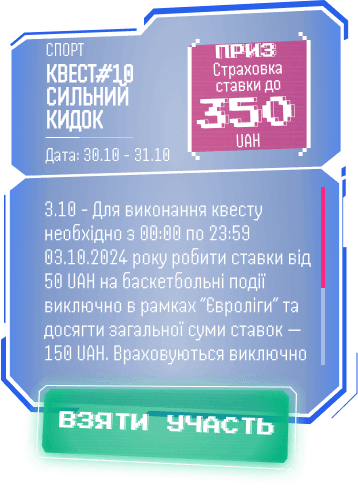 СПОРТ
КВЕСТ#10
СИЛЬНИЙ
КИДОК
Дата: 30.10 - 31.10
ПРИЗ
Страховка
ставки до
350
UAH
3.10 - Для виконання квесту
необхідно з 00:00 по 23:59
03.10.2024 року робити ставки від
50 UAH на баскетбольні події
виключно в рамках “Євроліги” та
досягти загальної суми ставок —
150 UAH. Враховуються виключно
ВЗЯТИ УЧАСТЬ